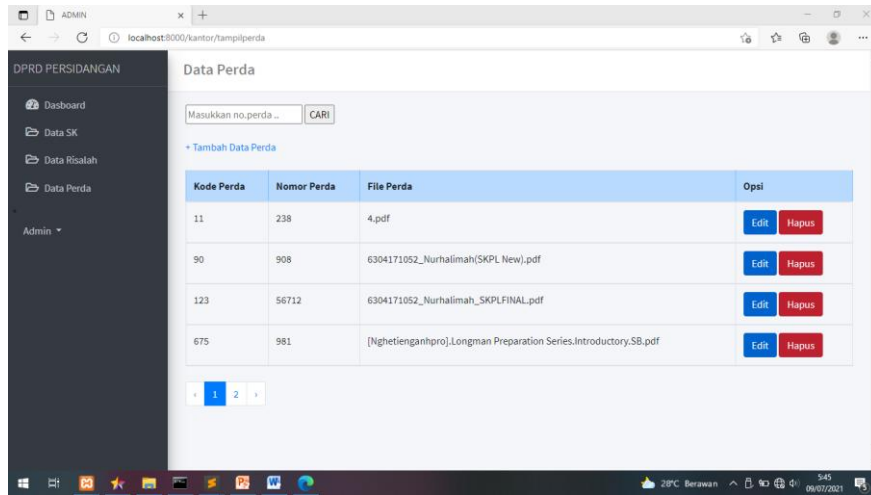 ADMIN
localhost:8000/kantor/tampilperda
DPRD PERSIDANGAN
Data Perda
Dasboard
Data SK
Data Risalah
Data Perda
Admin
Masukkan no.perda ..
CARI
+ Tambah Data Perda
Kode Perda Nomor Perda File Perda Opsi
11 238 4.pdf Edit Hapus
90 908 6304171052_Nurhalimah(SKPL New).pdf Edit Hapus
123 56712 6304171052_Nurhalimah_SKPLFINAL.pdf Edit Hapus
675 981 [Nghetienganhpro].Longman Preparation Series.Introductory.SB.pdf Edit Hapus
‹ 1 2 ›
28°C Berawan 5:45
09/07/2021